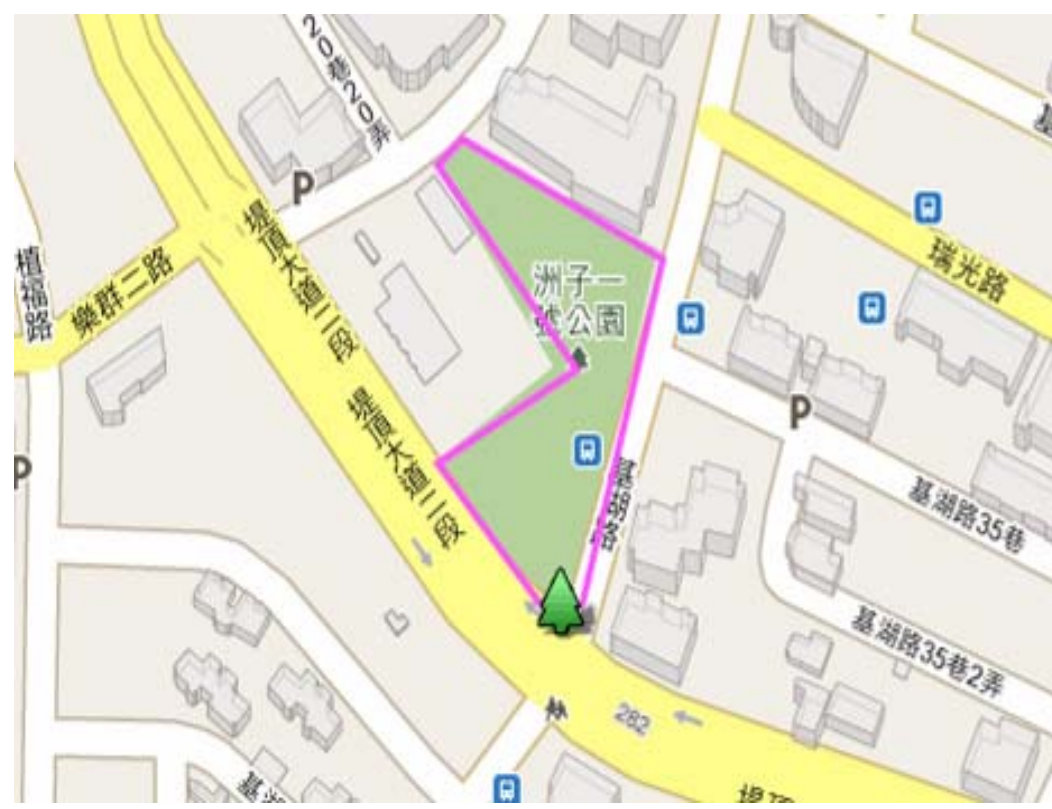 20巷20弄
P
堤頂大道二段
植福路
樂群二路
洲子一
號公園
瑞光路
堤頂大道二段
P
基湖路
P
基湖路35巷
基湖路35巷2弄
282
堤頂